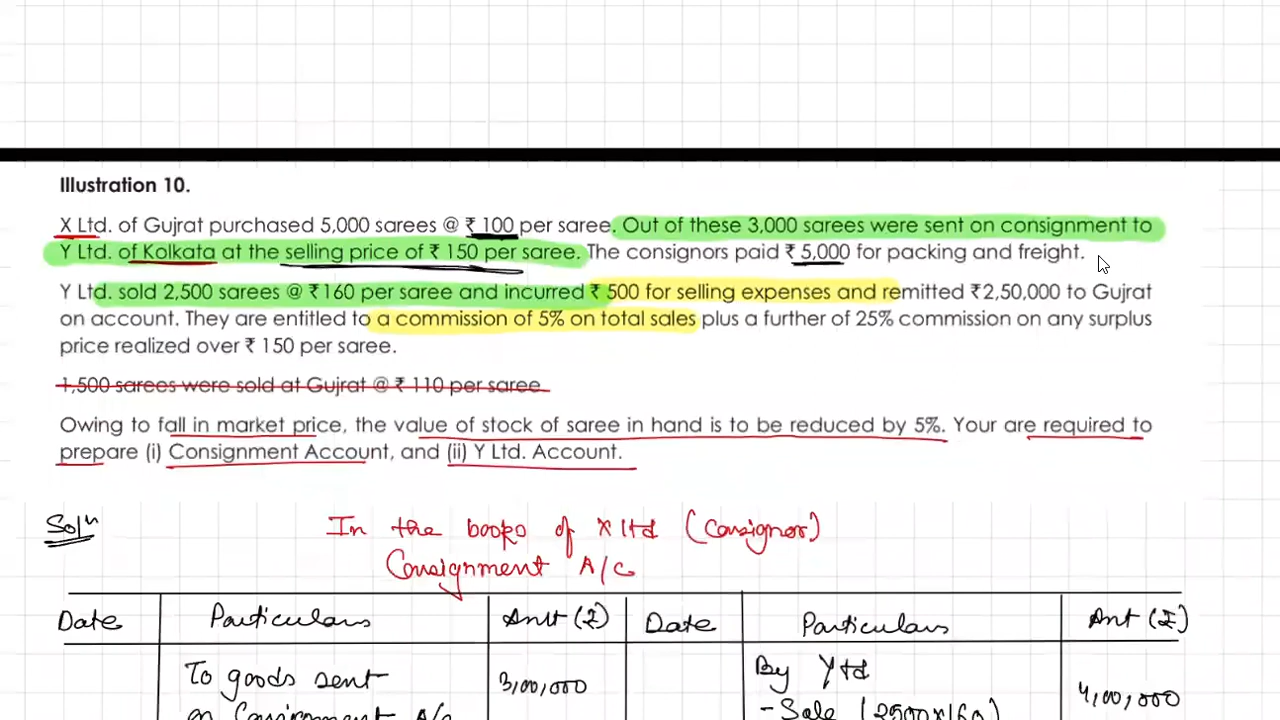 Illustration 10.
X Ltd. of Gujrat purchased 5,000 sarees @ ₹ 100 per saree. Out of these 3,000 sarees were sent on consignment to
Y Ltd. of Kolkata at the selling price of ₹ 150 per saree. The consignors paid ₹ 5,000 for packing and freight.
Y Ltd. sold 2,500 sarees @ ₹160 per saree and incurred ₹ 500 for selling expenses and remitted ₹2,50,000 to Gujrat
on account. They are entitled to a commission of 5% on total sales plus a further of 25% commission on any surplus
price realized over ₹ 150 per saree.
1,500 sarees were sold at Gujrat @ ₹ 110 per saree.
Owing to fall in market price, the value of stock of saree in hand is to be reduced by 5%. Your are required to
prepare (i) Consignment Account, and (ii) Y Ltd. Account.
Solⁿ
In the books of X ltd (Consignor)
Consignment A/C
Date Particulars Amt (₹) Date Particulars Amt (₹)
To goods sent 3,00,000 By Y ltd 4,00,000
on Consignment A/C - Sale (2500×160)